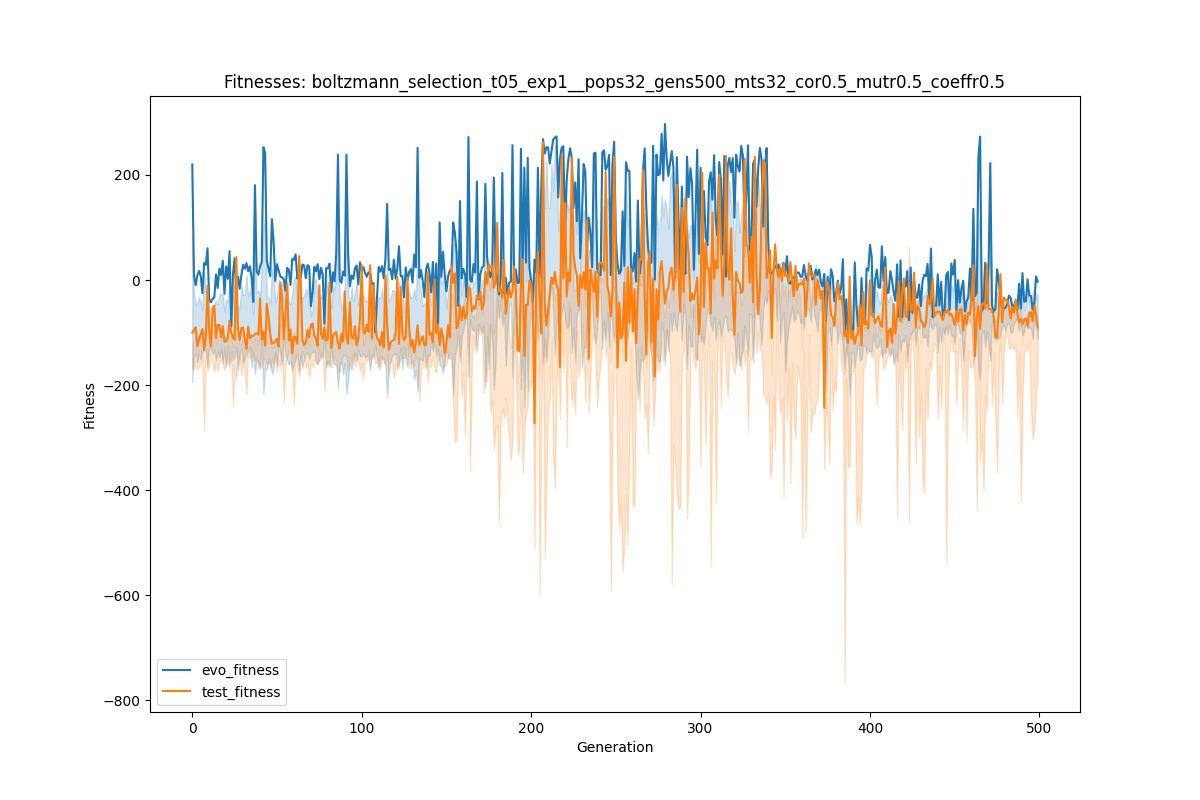 Fitnesses: boltzmann_selection_t05_exp1__pops32_gens500_mts32_cor0.5_mutr0.5_coeffr0.5
200
0
−200
−400
−600
−800
Fitness
evo_fitness
test_fitness
0
100
200
300
400
500
Generation